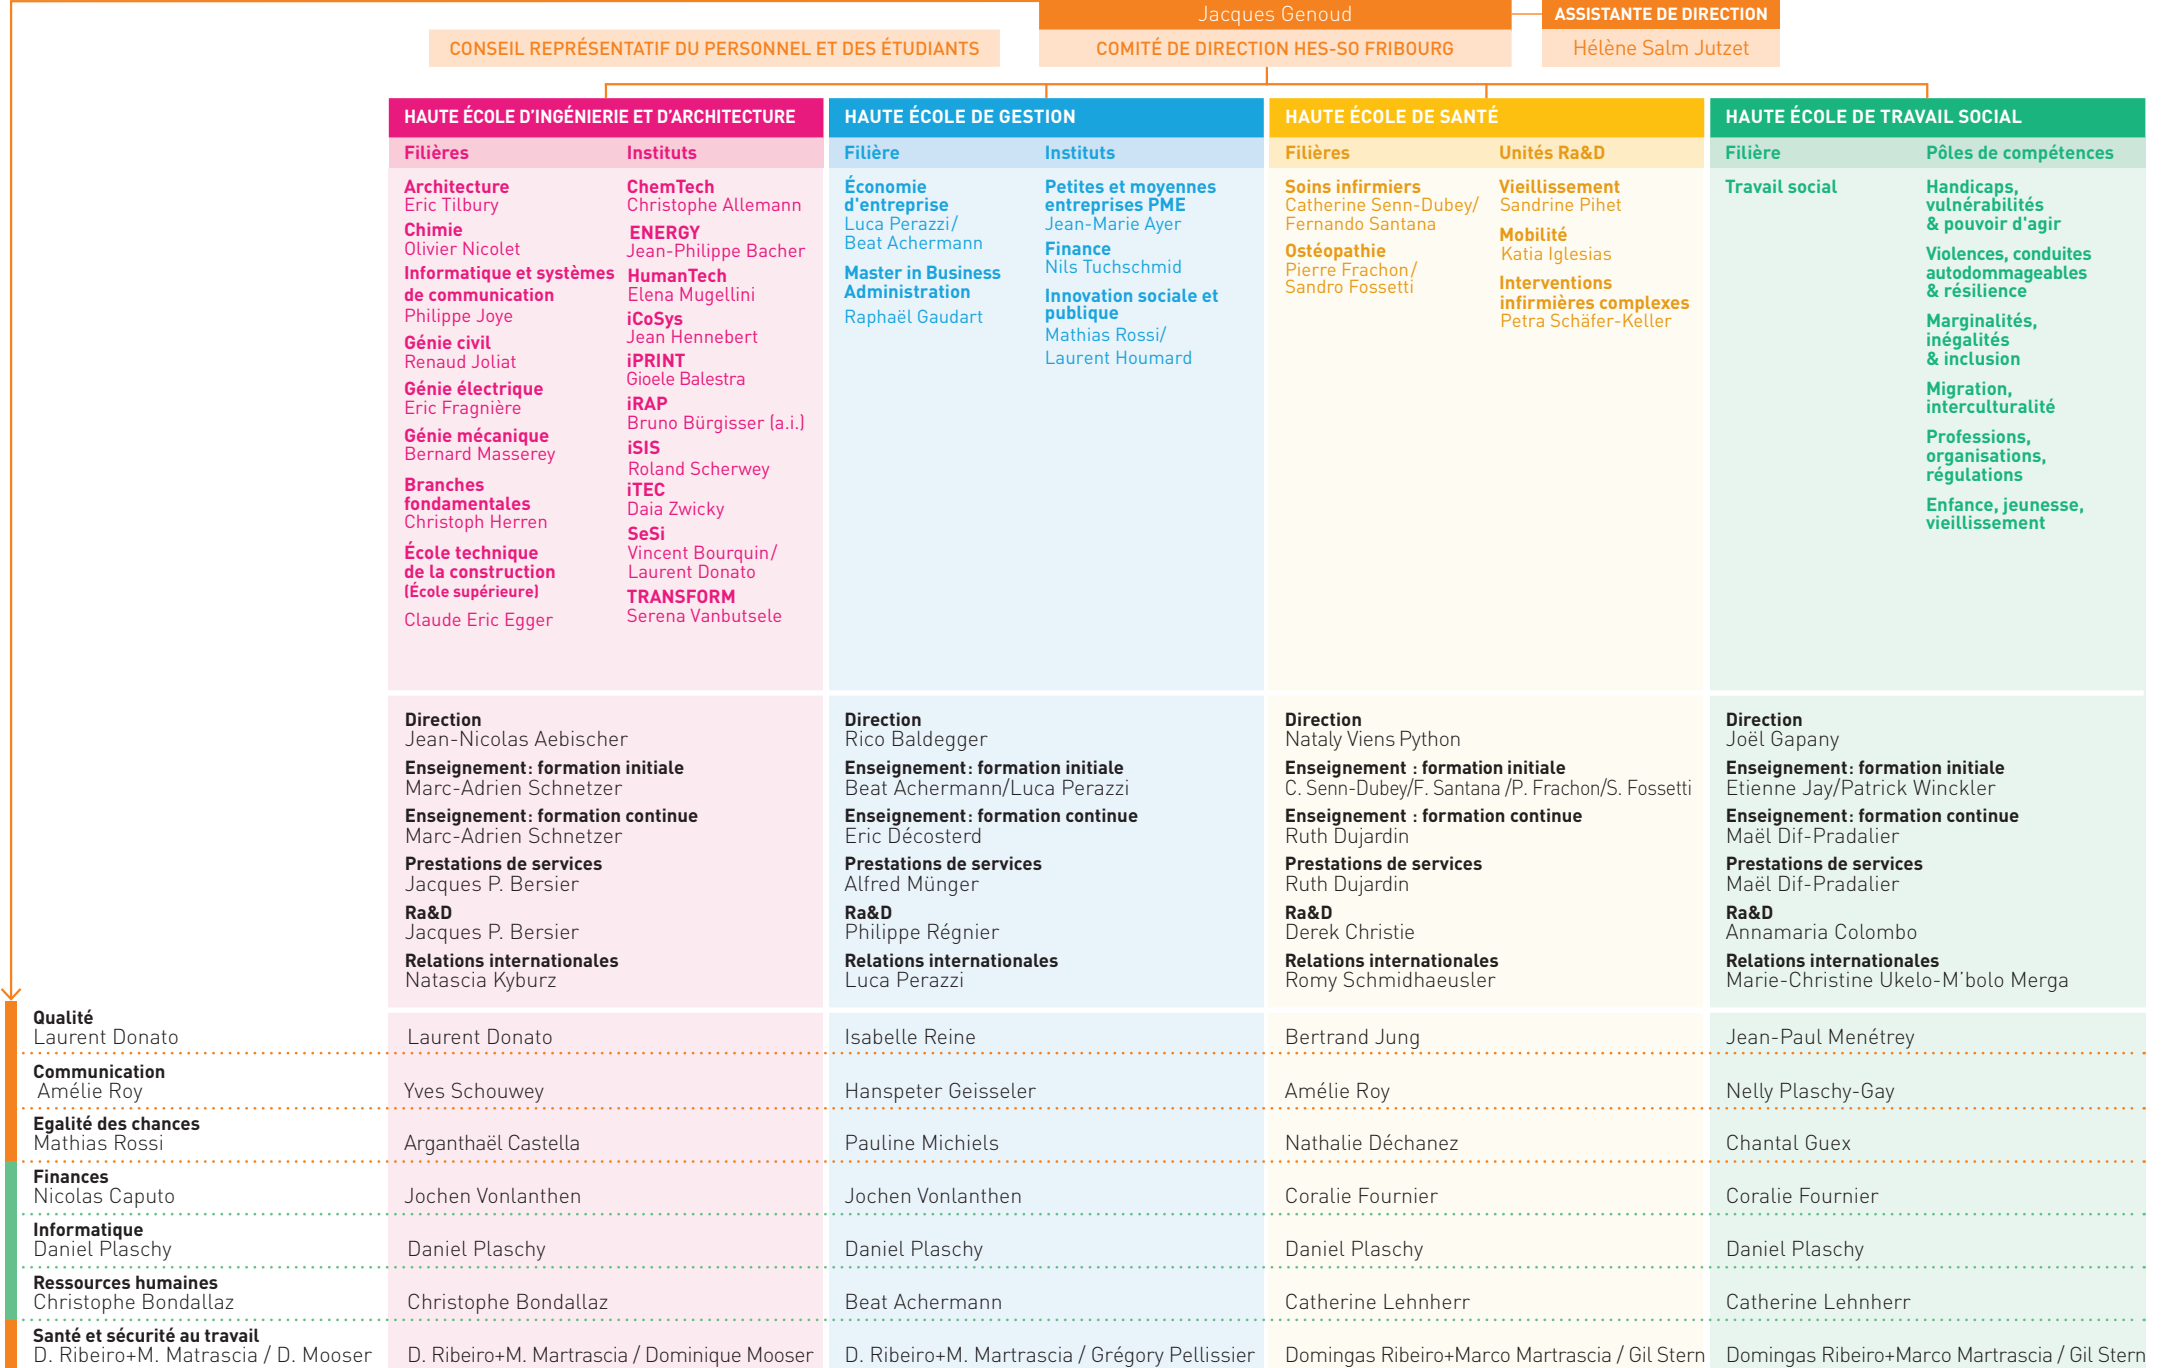 Jacques Genoud
ASSISTANTE DE DIRECTION
CONSEIL REPRÉSENTATIF DU PERSONNEL ET DES ÉTUDIANTS
COMITÉ DE DIRECTION HES-SO FRIBOURG
Hélène Salm Jutzet
HAUTE ÉCOLE D'INGÉNIERIE ET D'ARCHITECTURE
Filières
Architecture
Eric Tilbury
Chimie
Olivier Nicolet
Informatique et systèmes
de communication
Philippe Joye
Génie civil
Renaud Joliat
Génie électrique
Eric Fragnière
Génie mécanique
Bernard Masserey
Branches
fondamentales
Christoph Herren
École technique
de la construction
(École supérieure)
Claude Eric Egger
Instituts
ChemTech
Christophe Allemann
ENERGY
Jean-Philippe Bacher
HumanTech
Elena Mugellini
iCoSys
Jean Hennebert
iPRINT
Gioele Balestra
iRAP
Bruno Bürgisser (a.i.)
iSIS
Roland Scherwey
iTEC
Daia Zwicky
SeSi
Vincent Bourquin/
Laurent Donato
TRANSFORM
Serena Vanbutsele
HAUTE ÉCOLE DE GESTION
Filière
Économie
d'entreprise
Luca Perazzi/
Beat Achermann
Master in Business
Administration
Raphaël Gaudart
Instituts
Petites et moyennes
entreprises PME
Jean-Marie Ayer
Finance
Nils Tuchschmid
Innovation sociale et
publique
Mathias Rossi/
Laurent Houmard
HAUTE ÉCOLE DE SANTÉ
Filières
Soins infirmiers
Catherine Senn-Dubey/
Fernando Santana
Ostéopathie
Pierre Frachon/
Sandro Fossetti
Unités Ra&D
Vieillissement
Sandrine Pihet
Mobilité
Katia Iglesias
Interventions
infirmières complexes
Petra Schäfer-Keller
HAUTE ÉCOLE DE TRAVAIL SOCIAL
Filière
Travail social
Pôles de compétences
Handicaps,
vulnérabilités
& pouvoir d'agir
Violences, conduites
autodommageables
& résilience
Marginalités,
inégalités
& inclusion
Migration,
interculturalité
Professions,
organisations,
régulations
Enfance, jeunesse,
vieillissement
Direction
Jean-Nicolas Aebischer
Enseignement: formation initiale
Marc-Adrien Schnetzer
Enseignement: formation continue
Marc-Adrien Schnetzer
Prestations de services
Jacques P. Bersier
Ra&D
Jacques P. Bersier
Relations internationales
Natascia Kyburz
Direction
Rico Baldegger
Enseignement: formation initiale
Beat Achermann/Luca Perazzi
Enseignement: formation continue
Eric Décosterd
Prestations de services
Alfred Münger
Ra&D
Philippe Régnier
Relations internationales
Luca Perazzi
Direction
Nataly Viens Python
Enseignement : formation initiale
C. Senn-Dubey/F. Santana /P. Frachon/S. Fossetti
Enseignement : formation continue
Ruth Dujardin
Prestations de services
Ruth Dujardin
Ra&D
Derek Christie
Relations internationales
Romy Schmidhaeusler
Direction
Joël Gapany
Enseignement: formation initiale
Etienne Jay/Patrick Winckler
Enseignement: formation continue
Maël Dif-Pradalier
Prestations de services
Maël Dif-Pradalier
Ra&D
Annamaria Colombo
Relations internationales
Marie-Christine Ukelo-M'bolo Merga
Qualité
Laurent Donato
Laurent Donato
Isabelle Reine
Bertrand Jung
Jean-Paul Menétrey
Communication
Amélie Roy
Yves Schouwey
Hanspeter Geisseler
Amélie Roy
Nelly Plaschy-Gay
Egalité des chances
Mathias Rossi
Arganthaël Castella
Pauline Michiels
Nathalie Déchanez
Chantal Guex
Finances
Nicolas Caputo
Jochen Vonlanthen
Jochen Vonlanthen
Coralie Fournier
Coralie Fournier
Informatique
Daniel Plaschy
Daniel Plaschy
Daniel Plaschy
Daniel Plaschy
Daniel Plaschy
Ressources humaines
Christophe Bondallaz
Christophe Bondallaz
Beat Achermann
Catherine Lehnherr
Catherine Lehnherr
Santé et sécurité au travail
D. Ribeiro+M. Matrascia / D. Mooser
D. Ribeiro+M. Martrascia / Dominique Mooser
D. Ribeiro+M. Martrascia / Grégory Pellissier
Domingas Ribeiro+Marco Martrascia / Gil Stern
Domingas Ribeiro+Marco Martrascia / Gil Stern